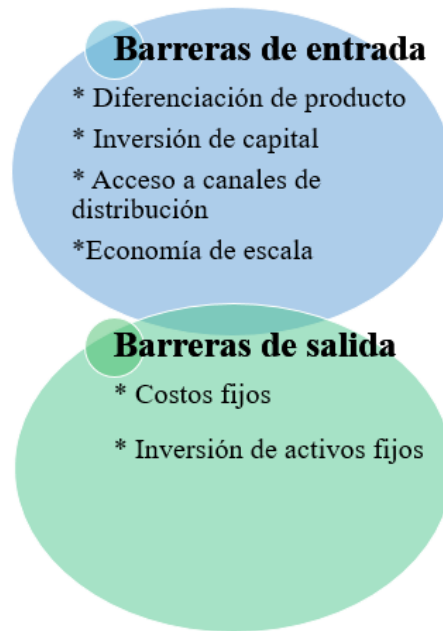 Barreras de entrada
* Diferenciación de producto
* Inversión de capital
* Acceso a canales de
distribución
*Economía de escala
Barreras de salida
* Costos fijos
* Inversión de activos fijos